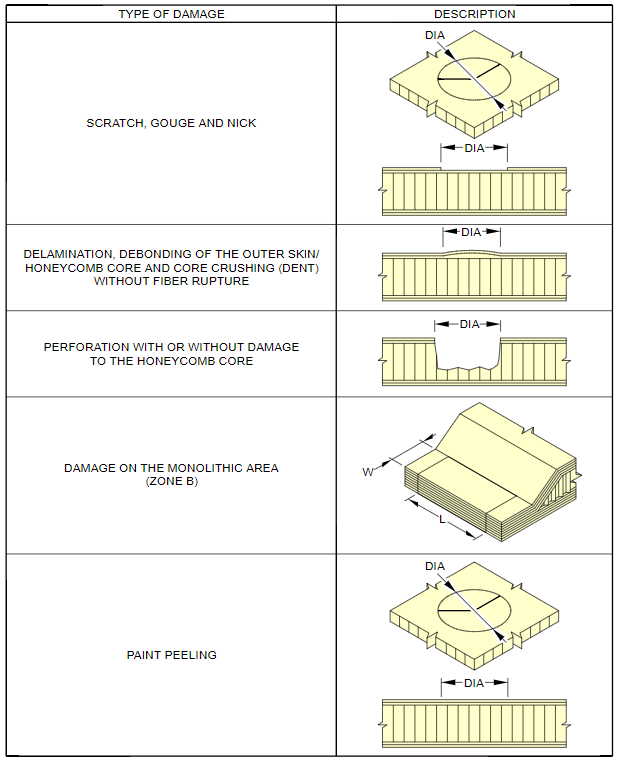 TYPE OF DAMAGE
DESCRIPTION
SCRATCH, GOUGE AND NICK
DIA
DIA
DELAMINATION, DEBONDING OF THE OUTER SKIN/
HONEYCOMB CORE AND CORE CRUSHING (DENT)
WITHOUT FIBER RUPTURE
DIA
PERFORATION WITH OR WITHOUT DAMAGE
TO THE HONEYCOMB CORE
DIA
DAMAGE ON THE MONOLITHIC AREA
(ZONE B)
W
L
PAINT PEELING
DIA
DIA